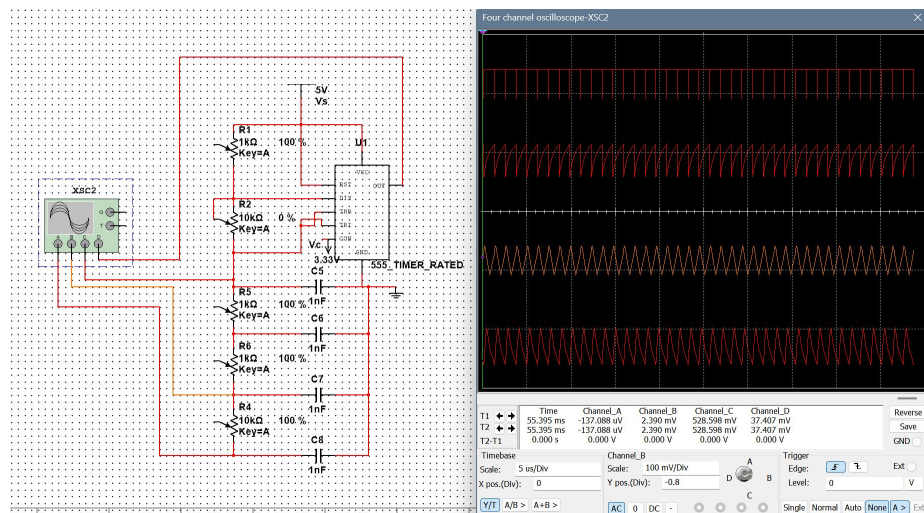 Four channel oscilloscope-XSC2
5V
Vs
R1
1kΩ 100 %
Key=A
U1
VCC
RST OUT
DIS
THR
TRI
CON
GND
XSC2
G
T
A B C D
R2
10kΩ 0 %
Key=A
Vc
3.33V
555_TIMER_RATED
C5
1nF
R5
1kΩ 100 %
Key=A
C6
1nF
R6
1kΩ 100 %
Key=A
C7
1nF
R4
10kΩ 100 %
Key=A
C8
1nF
Time Channel_A Channel_B Channel_C Channel_D
T1 55.395 ms -137.088 uV 2.390 mV 528.598 mV 37.407 mV
T2 55.395 ms -137.088 uV 2.390 mV 528.598 mV 37.407 mV
T2-T1 0.000 s 0.000 V 0.000 V 0.000 V 0.000 V
Reverse
Save
GND
Timebase
Scale: 5 us/Div
X pos.(Div): 0
Y/T A/B > A+B >
Channel_B
Scale: 100 mV/Div
Y pos.(Div): -0.8
AC 0 DC -
A
B
C
D
Trigger
Edge: Ext
Level: 0 V
Single Normal Auto None A > Ext